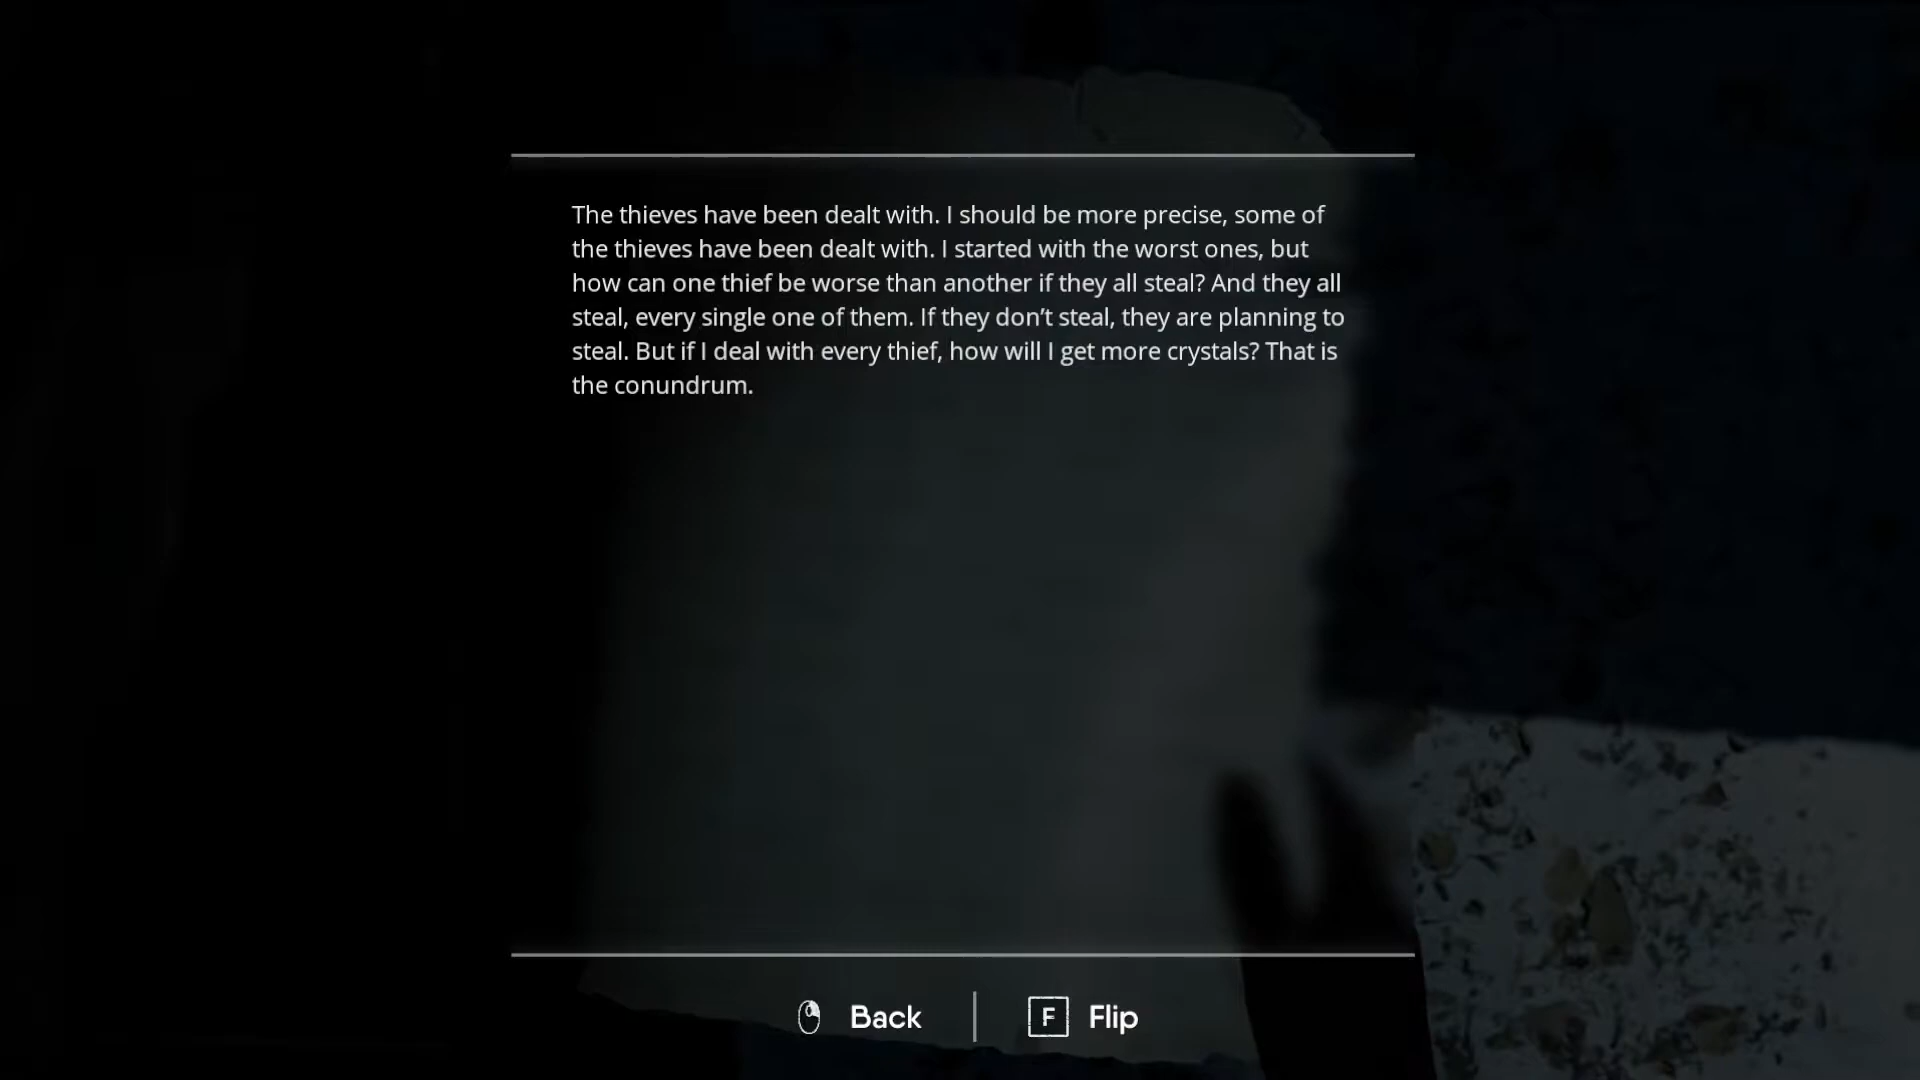 The thieves have been dealt with. I should be more precise, some of
the thieves have been dealt with. I started with the worst ones, but
how can one thief be worse than another if they all steal? And they all
steal, every single one of them. If they don’t steal, they are planning to
steal. But if I deal with every thief, how will I get more crystals? That is
the conundrum.
Back
F Flip